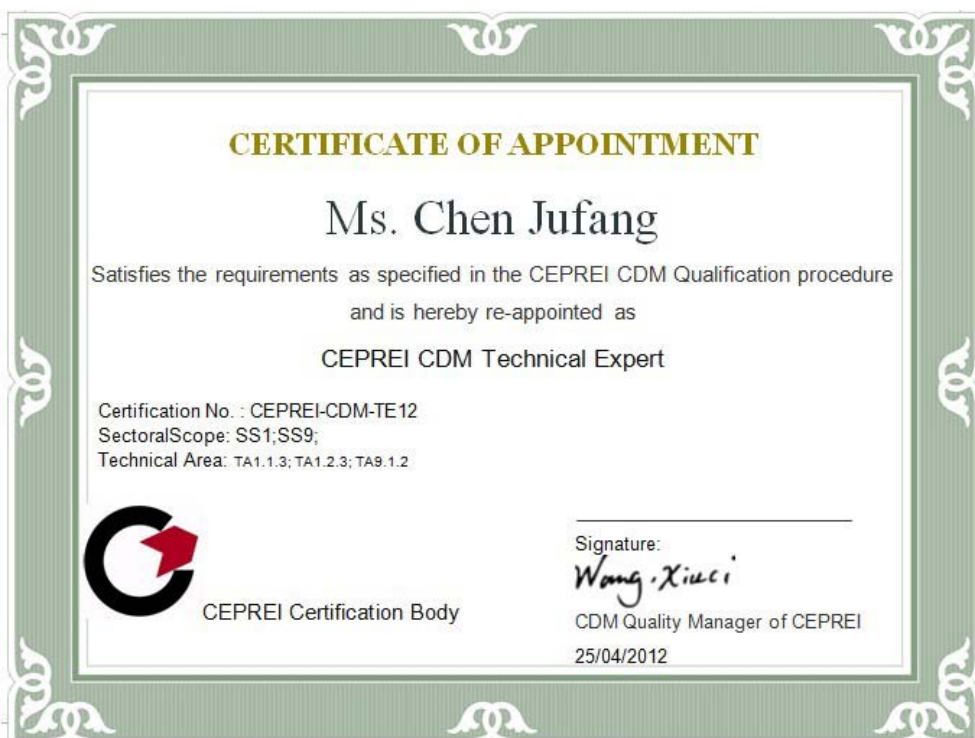 CERTIFICATE OF APPOINTMENT
Ms. Chen Jufang
Satisfies the requirements as specified in the CEPREI CDM Qualification procedure
and is hereby re-appointed as
CEPREI CDM Technical Expert
Certification No. : CEPREI-CDM-TE12
SectoralScope: SS1;SS9;
Technical Area: TA1.1.3; TA1.2.3; TA9.1.2
CEPREI Certification Body
Signature:
Wang.Xiuci
CDM Quality Manager of CEPREI
25/04/2012